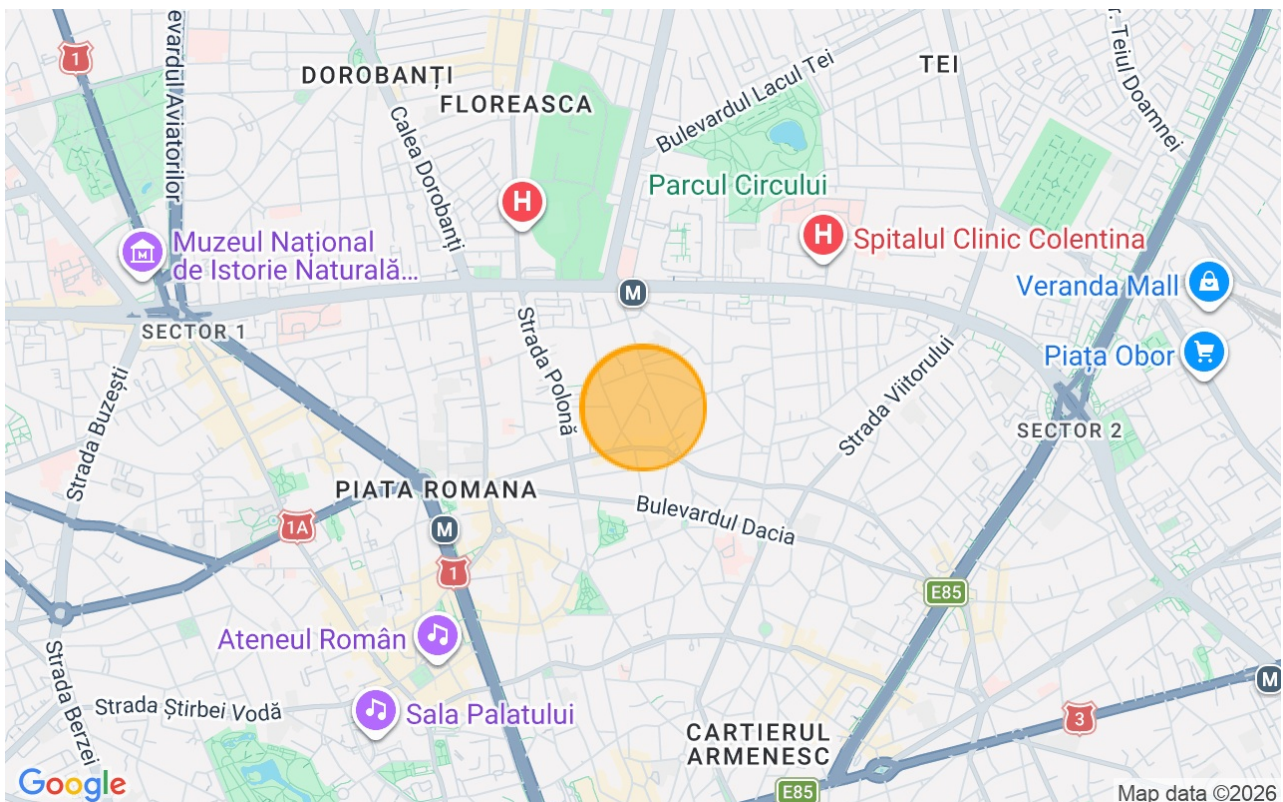 1
evardul Aviatorilor
DOROBANȚI
FLOREASCA
Calea Dorobanți
Bulevardul Lacul Tei
TEI
r. Teiul Doamnei
Parcul Circului
H
H
Spitalul Clinic Colentina
Muzeul Național
de Istorie Naturală...
M
Veranda Mall
Piața Obor
SECTOR 1
Strada Buzești
Strada Polonă
Strada Viitorului
SECTOR 2
PIATA ROMANA
1A
M
Bulevardul Dacia
1
E85
Ateneul Român
Strada Berzei
Strada Știrbei Vodă
Sala Palatului
M
3
CARTIERUL
ARMENESC
E85
Google
Map data ©2026